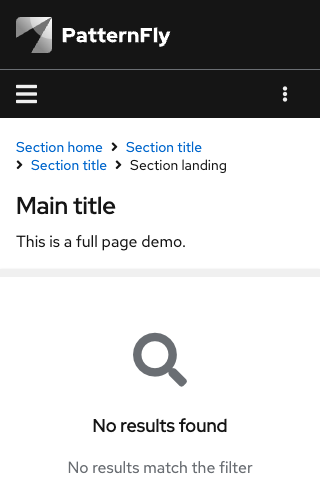 PatternFly
Section home > Section title
> Section title > Section landing
Main title
This is a full page demo.
No results found
No results match the filter